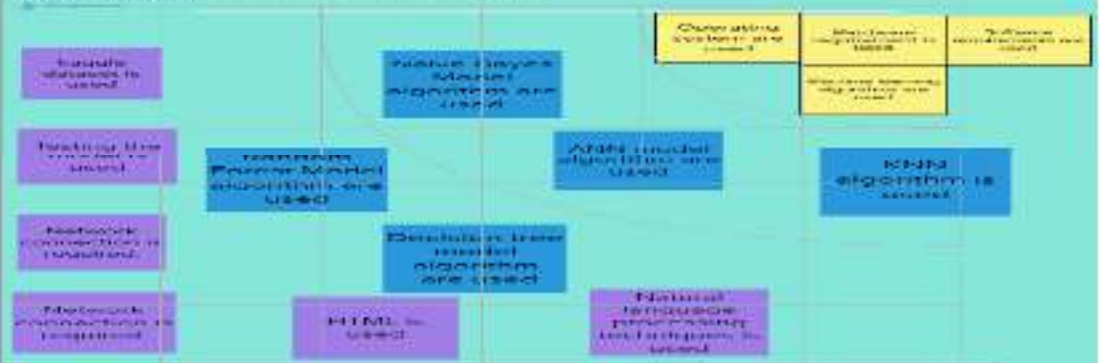 Operating
system are
used
Hardware
requirement is
used
Software
requirements are
used
Kaggle
dataset is
used
Naive Bayes
Model
algorithm are
used
Machine learning
algorithm are
used
Testing the
model is
used
Random
Forest Model
algorithm are
used
ANN model
algorithm are
used
KNN
algorithm is
used
Network
connection is
required.
Decision tree
model
algorithm
are used
Network
connection is
required
HTML is
used
Natural
language
processing
techniques is
used